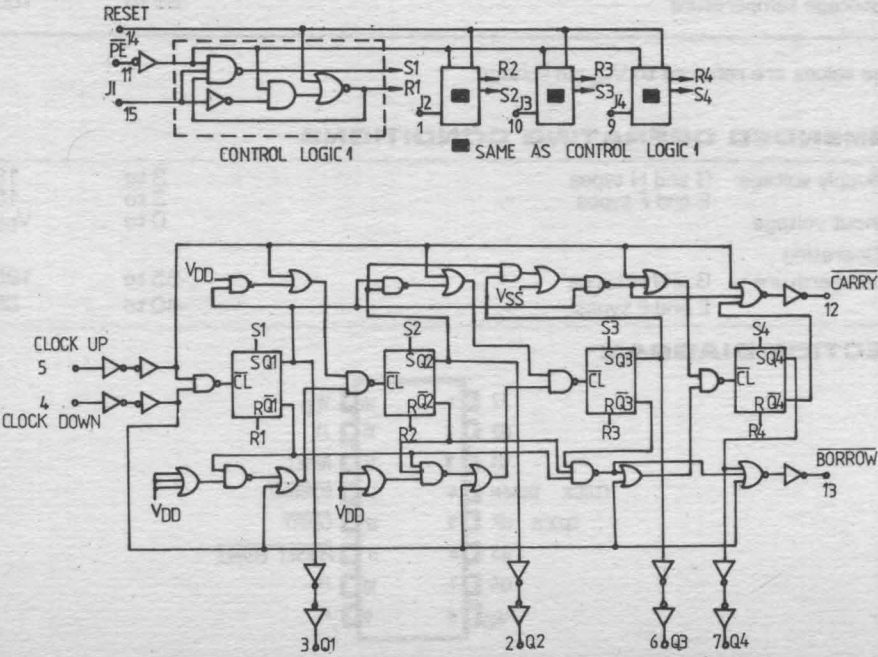 RESET
14
PE
11
J1
15
S1
R1
R2
S2
R3
S3
R4
S4
J2
1
J3
10
J4
9
CONTROL LOGIC 1
SAME AS CONTROL LOGIC 1
VDD
VSS
CARRY
12
CLOCK UP
5
4
CLOCK DOWN
S1
S Q1
CL
R Q1
R1
S2
S Q2
CL
R Q2
R2
S3
S Q3
CL
R Q3
R3
S4
S Q4
CL
R Q4
R4
VDD
VDD
BORROW
13
3 Q1
2 Q2
6 Q3
7 Q4